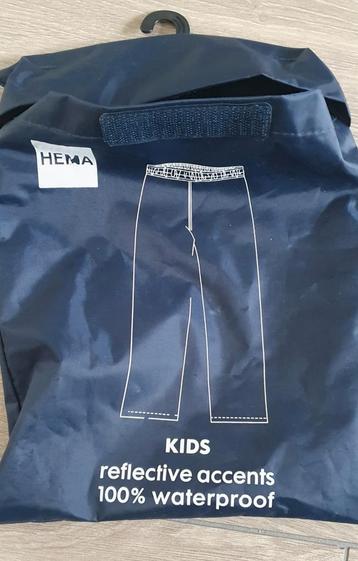 HEMA
KIDS
reflective accents
100% waterproof